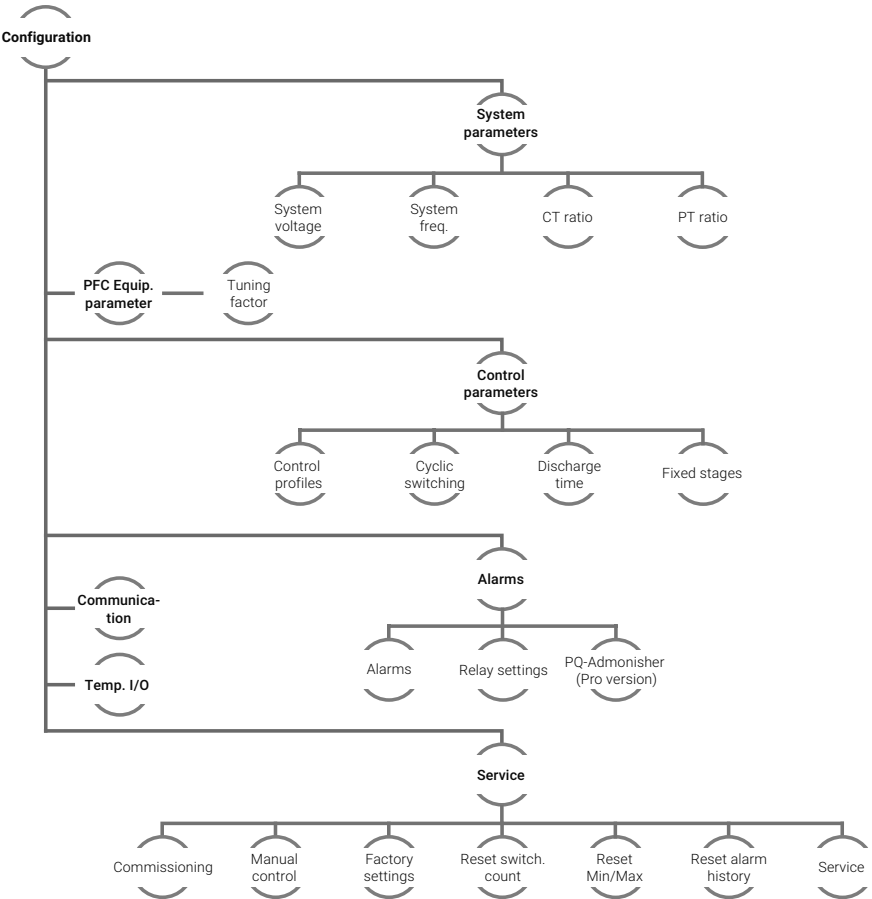 Configuration
System
parameters
System
voltage
System
freq.
CT ratio
PT ratio
PFC Equip.
parameter
Tuning
factor
Control
parameters
Control
profiles
Cyclic
switching
Discharge
time
Fixed stages
Alarms
Communica-
tion
Alarms
Relay settings
PQ-Admonisher
(Pro version)
Temp. I/O
Service
Commissioning
Manual
control
Factory
settings
Reset switch.
count
Reset
Min/Max
Reset alarm
history
Service